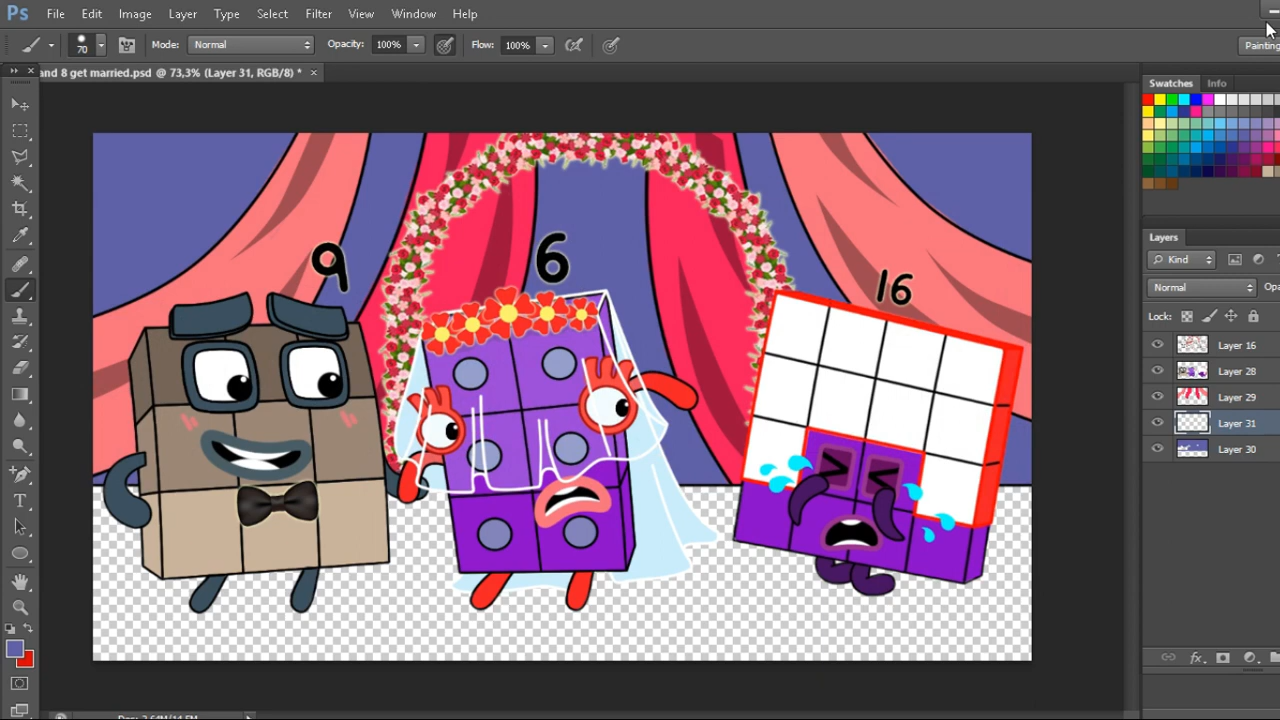 Ps File Edit Image Layer Type Select Filter View Window Help
70 Mode: Normal Opacity: 100% Flow: 100% Painting
and 8 get married.psd @ 73,3% (Layer 31, RGB/8) * ×
Swatches Info
9
6
16
Layers
Kind
Normal
Lock:
Layer 16
Layer 28
Layer 29
Layer 31
Layer 30
fx